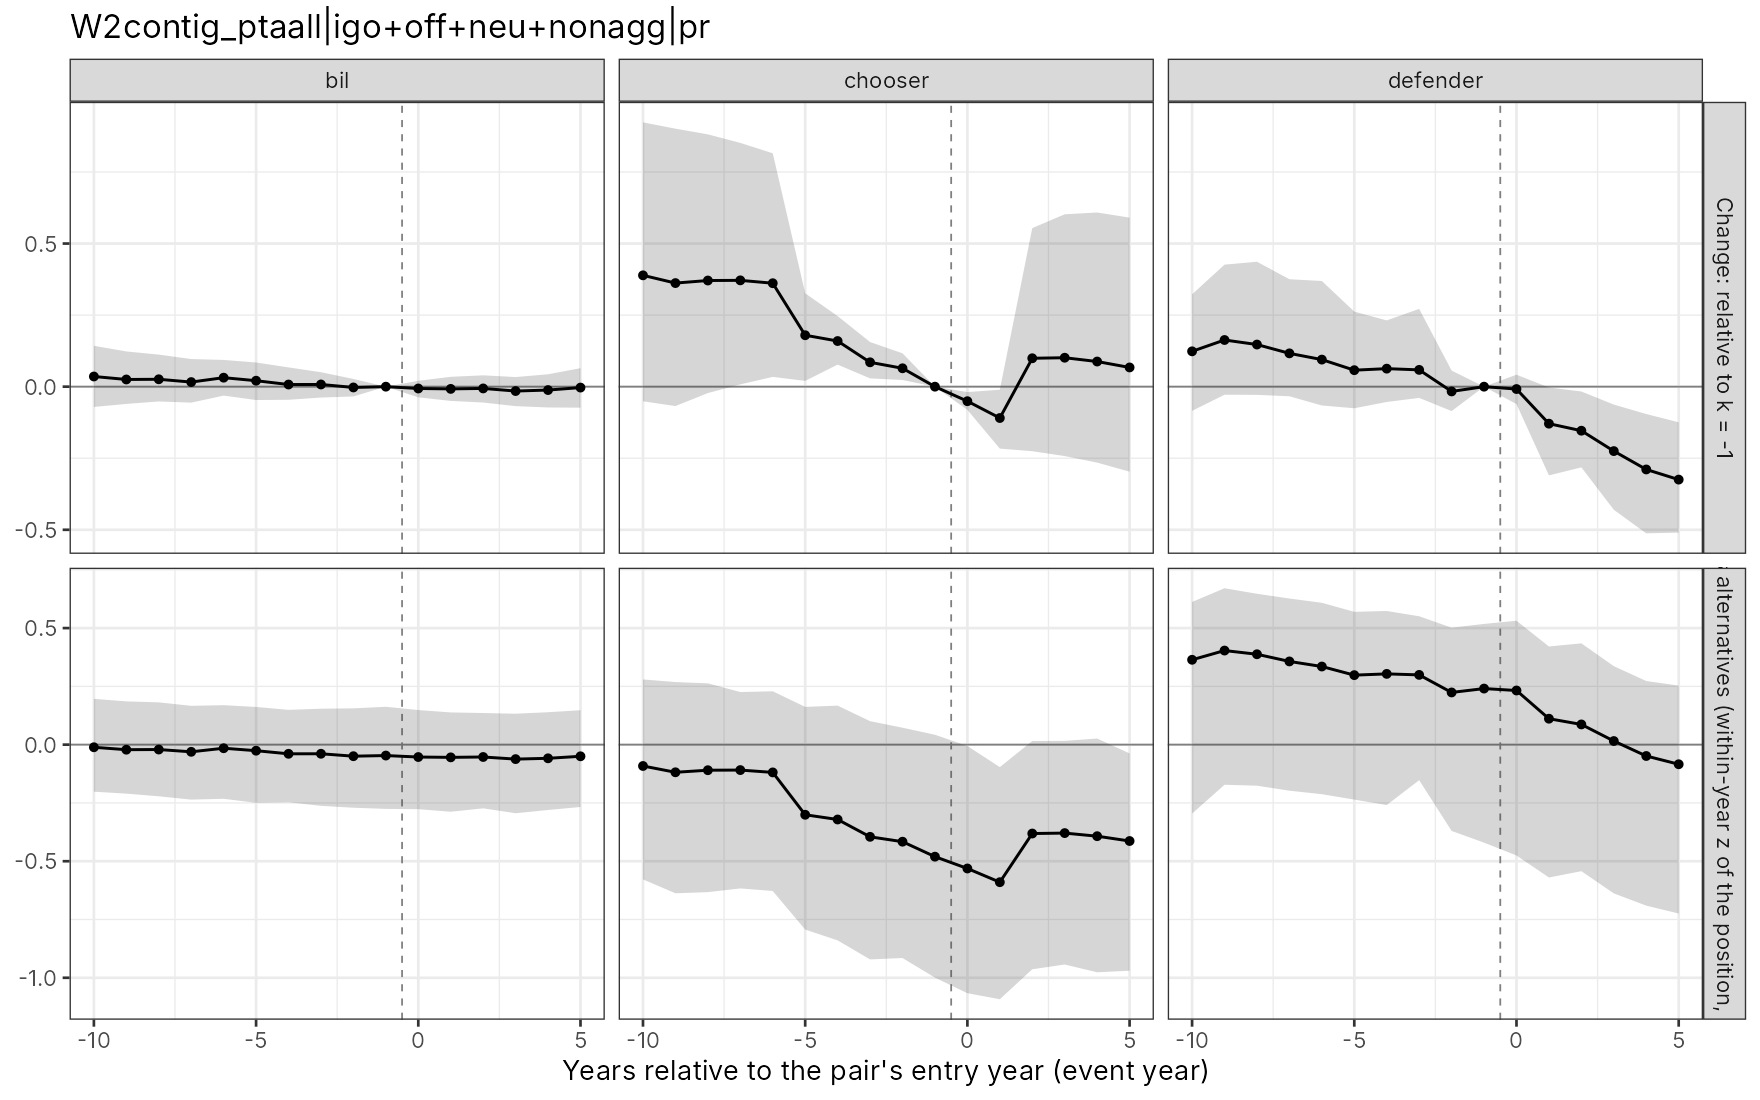 W2contig_ptaall|igo+off+neu+nonagg|pr
bil
chooser
defender
0.5
0.0
-0.5
Change: relative to k = -1
0.5
0.0
-0.5
-1.0
alternatives (within-year z of the position,
-10 -5 0 5
-10 -5 0 5
-10 -5 0 5
Years relative to the pair's entry year (event year)